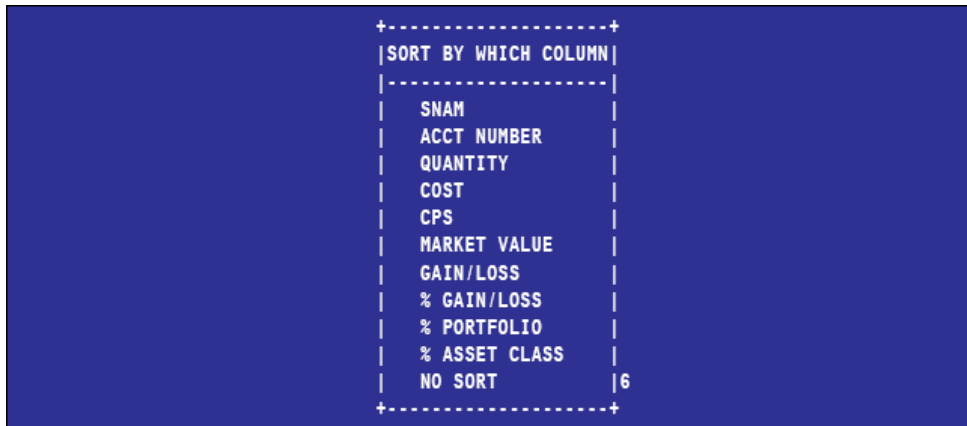 +--------------------+
|SORT BY WHICH COLUMN|
|--------------------|
|   SNAM             |
|   ACCT NUMBER      |
|   QUANTITY         |
|   COST             |
|   CPS              |
|   MARKET VALUE     |
|   GAIN/LOSS        |
|   % GAIN/LOSS      |
|   % PORTFOLIO      |
|   % ASSET CLASS    |
|   NO SORT          |6
+--------------------+